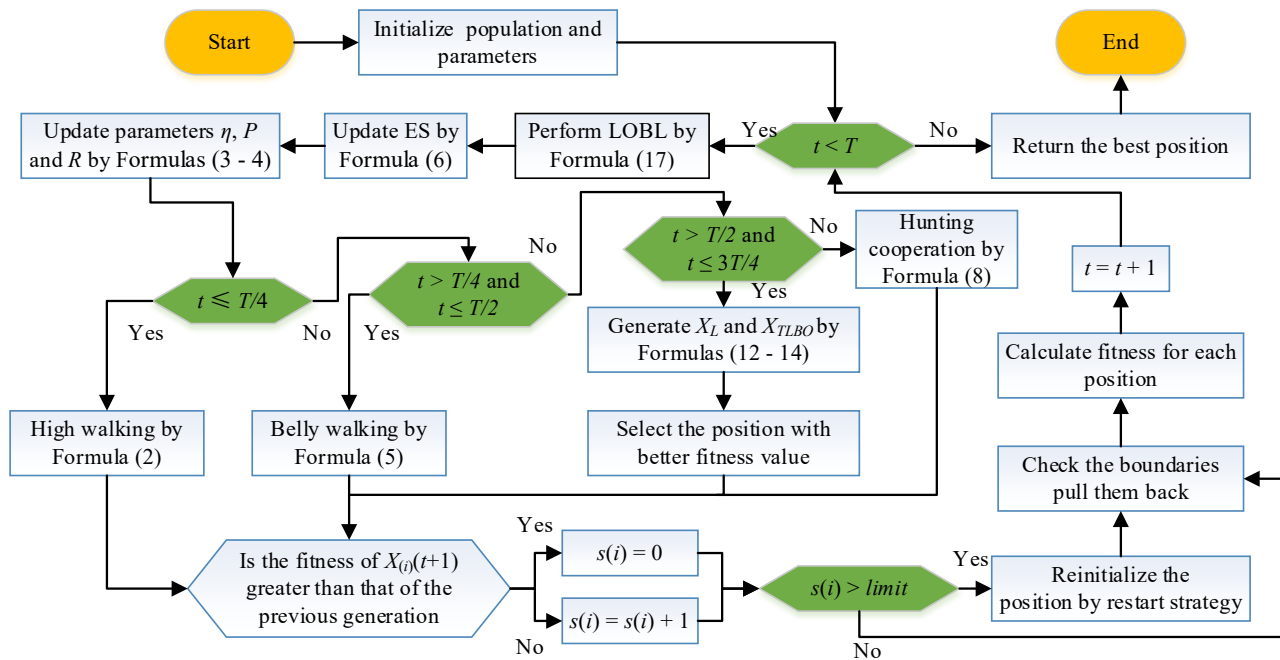 Start
Initialize population and
parameters
End
Update parameters η, P
and R by Formulas (3 - 4)
Update ES by
Formula (6)
Perform LOBL by
Formula (17)
Yes
t < T
No
Return the best position
t ⩽ T/4
Yes
No
t > T/4 and
t ≤ T/2
Yes
No
t > T/2 and
t ≤ 3T/4
No
Yes
Hunting
cooperation by
Formula (8)
t = t + 1
Generate X_L and X_TLBO by
Formulas (12 - 14)
Calculate fitness for each
position
High walking by
Formula (2)
Belly walking by
Formula (5)
Select the position with
better fitness value
Check the boundaries
pull them back
Is the fitness of X_(i)(t+1)
greater than that of the
previous generation
Yes
s(i) = 0
No
s(i) = s(i) + 1
s(i) > limit
Yes
No
Reinitialize the
position by restart strategy